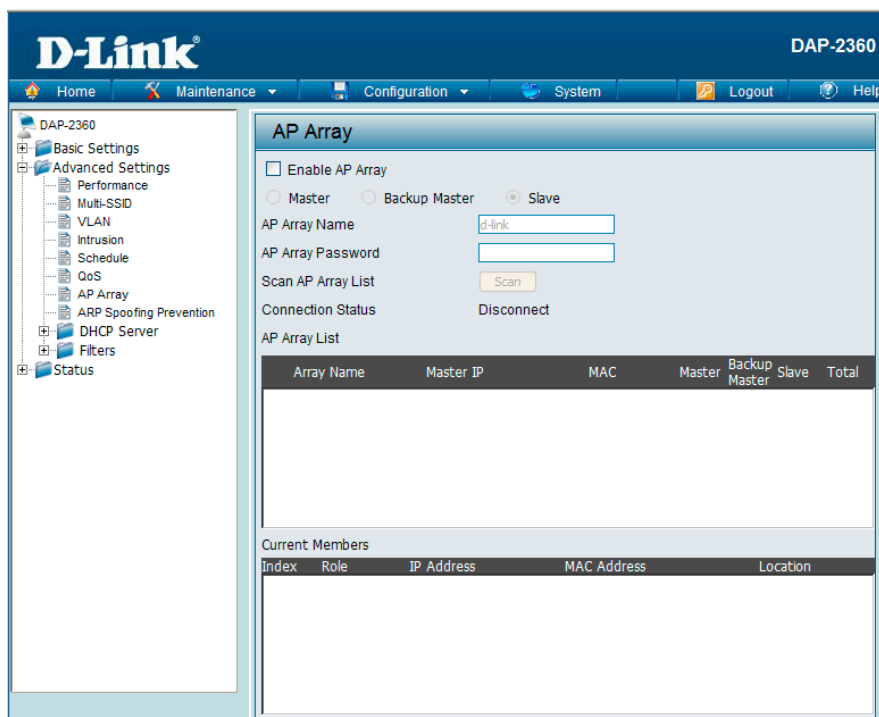 D-Link®
DAP-2360
Home Maintenance Configuration System Logout Help
DAP-2360
Basic Settings
Advanced Settings
Performance
Multi-SSID
VLAN
Intrusion
Schedule
QoS
AP Array
ARP Spoofing Prevention
DHCP Server
Filters
Status
AP Array
Enable AP Array
Master Backup Master Slave
AP Array Name d-link
AP Array Password
Scan AP Array List Scan
Connection Status Disconnect
AP Array List
Array Name Master IP MAC Master Backup Master Slave Total
Current Members
Index Role IP Address MAC Address Location